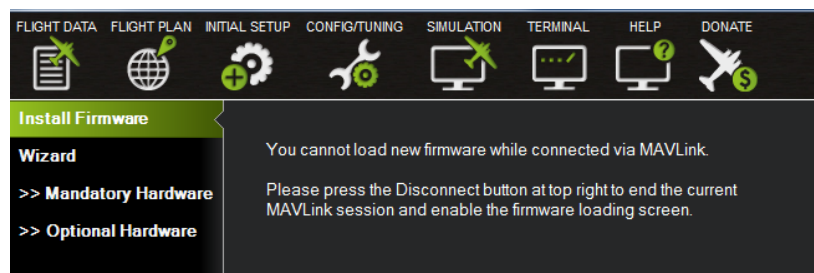 FLIGHT DATA FLIGHT PLAN INITIAL SETUP CONFIG/TUNING SIMULATION TERMINAL HELP DONATE
Install Firmware
Wizard
>> Mandatory Hardware
>> Optional Hardware
You cannot load new firmware while connected via MAVLink.
Please press the Disconnect button at top right to end the current
MAVLink session and enable the firmware loading screen.